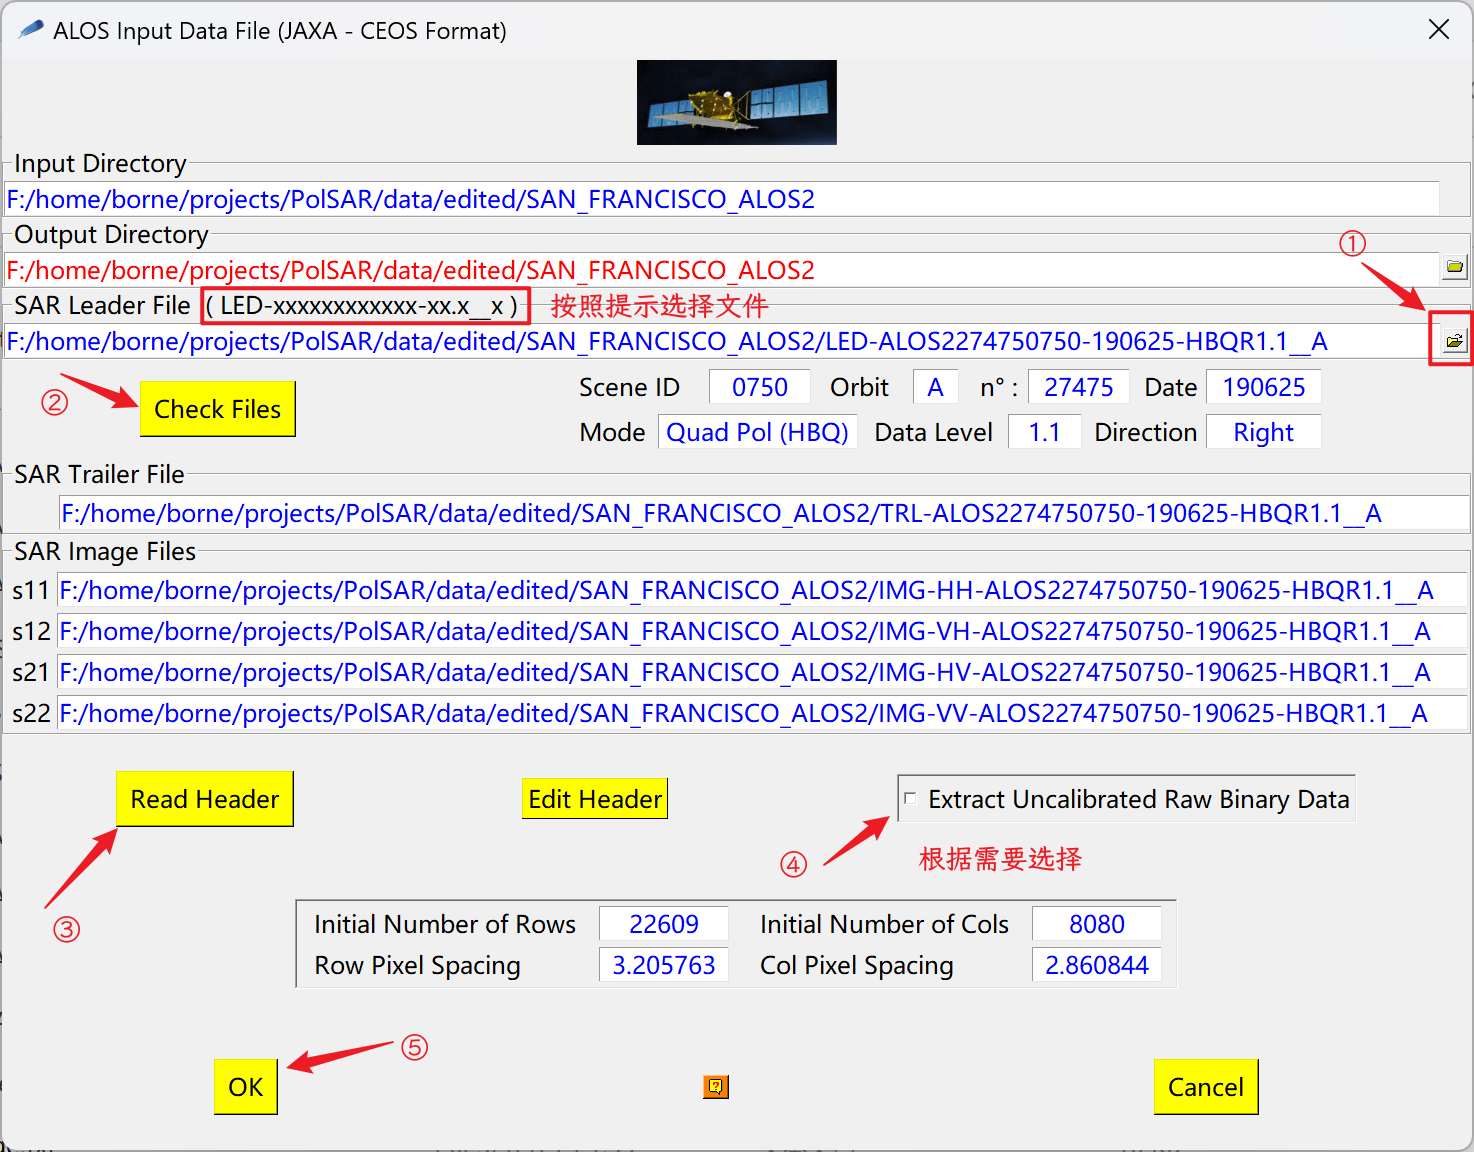 ALOS Input Data File (JAXA - CEOS Format)
Input Directory
F:/home/borne/projects/PolSAR/data/edited/SAN_FRANCISCO_ALOS2
Output Directory
①
F:/home/borne/projects/PolSAR/data/edited/SAN_FRANCISCO_ALOS2
SAR Leader File ( LED-xxxxxxxxxxxx-xx.x__x ) 按照提示选择文件
F:/home/borne/projects/PolSAR/data/edited/SAN_FRANCISCO_ALOS2/LED-ALOS2274750750-190625-HBQR1.1__A
② Check Files
Scene ID 0750 Orbit A n° : 27475 Date 190625
Mode Quad Pol (HBQ) Data Level 1.1 Direction Right
SAR Trailer File
F:/home/borne/projects/PolSAR/data/edited/SAN_FRANCISCO_ALOS2/TRL-ALOS2274750750-190625-HBQR1.1__A
SAR Image Files
s11 F:/home/borne/projects/PolSAR/data/edited/SAN_FRANCISCO_ALOS2/IMG-HH-ALOS2274750750-190625-HBQR1.1__A
s12 F:/home/borne/projects/PolSAR/data/edited/SAN_FRANCISCO_ALOS2/IMG-VH-ALOS2274750750-190625-HBQR1.1__A
s21 F:/home/borne/projects/PolSAR/data/edited/SAN_FRANCISCO_ALOS2/IMG-HV-ALOS2274750750-190625-HBQR1.1__A
s22 F:/home/borne/projects/PolSAR/data/edited/SAN_FRANCISCO_ALOS2/IMG-VV-ALOS2274750750-190625-HBQR1.1__A
Read Header Edit Header Extract Uncalibrated Raw Binary Data
④ 根据需要选择
③
Initial Number of Rows 22609 Initial Number of Cols 8080
Row Pixel Spacing 3.205763 Col Pixel Spacing 2.860844
⑤
OK ? Cancel